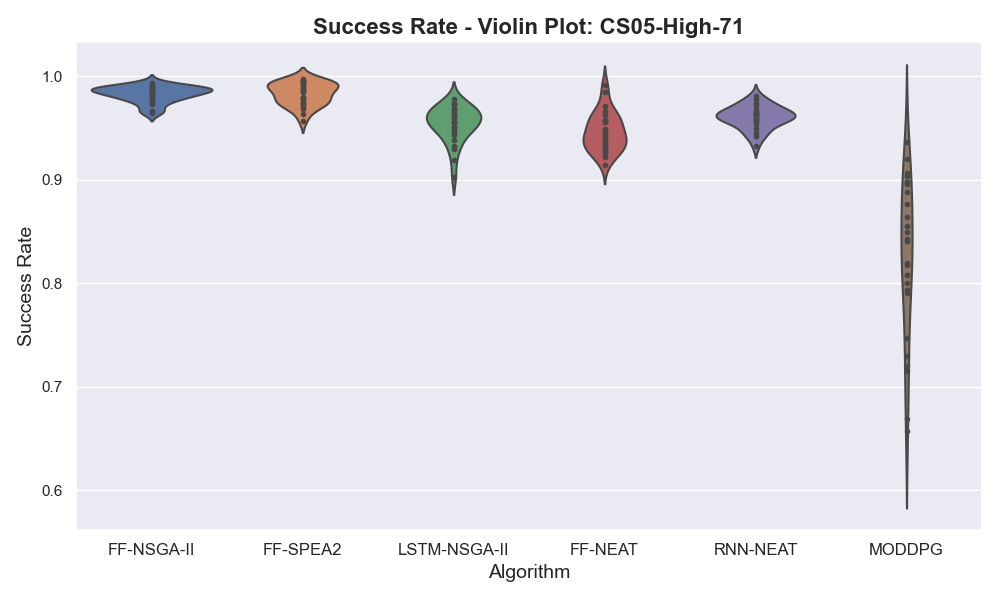 Success Rate - Violin Plot: CS05-High-71
Success Rate
1.0
0.9
0.8
0.7
0.6
FF-NSGA-II FF-SPEA2 LSTM-NSGA-II FF-NEAT RNN-NEAT MODDPG
Algorithm